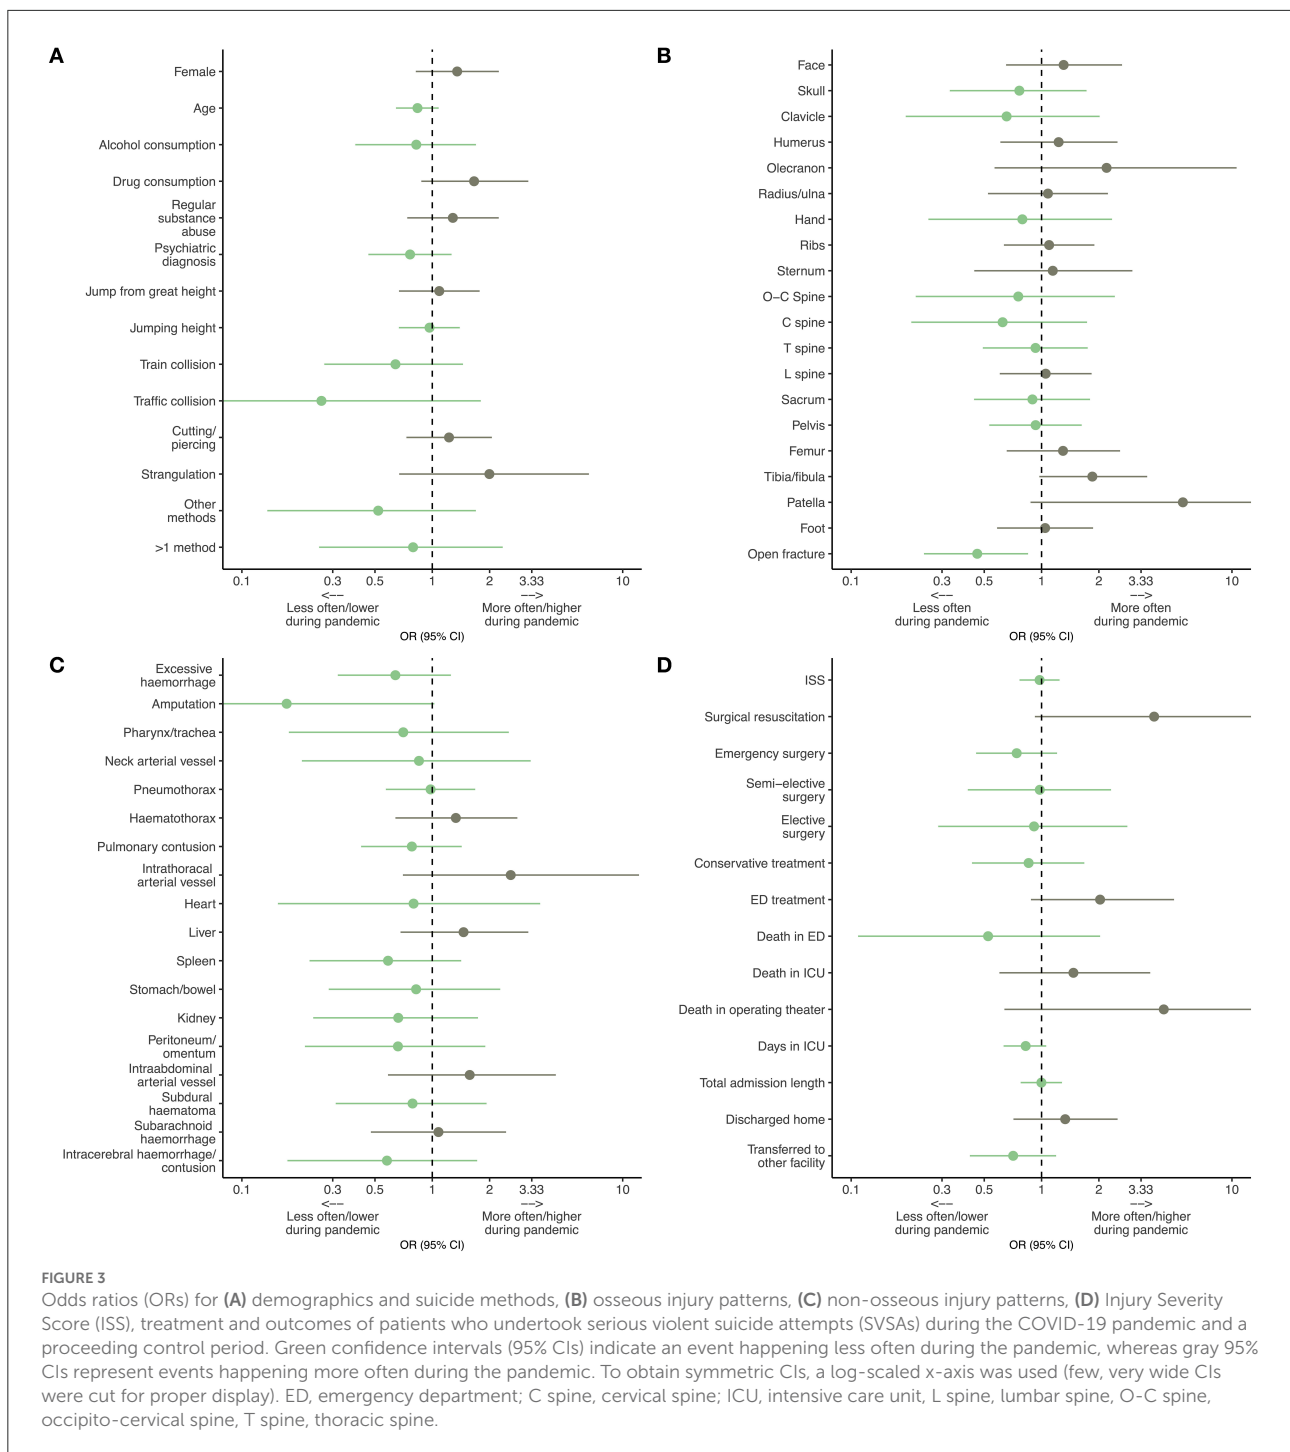 A
Female
Age
Alcohol consumption
Drug consumption
Regular
substance
abuse
Psychiatric
diagnosis
Jump from great height
Jumping height
Train collision
Traffic collision
Cutting/
piercing
Strangulation
Other
methods
>1 method
0.1 0.3 0.5 1 2 3.33 10
<−− −−>
Less often/lower More often/higher
during pandemic during pandemic
OR (95% CI)
B
Face
Skull
Clavicle
Humerus
Olecranon
Radius/ulna
Hand
Ribs
Sternum
O−C Spine
C spine
T spine
L spine
Sacrum
Pelvis
Femur
Tibia/fibula
Patella
Foot
Open fracture
0.1 0.3 0.5 1 2 3.33 10
<−− −−>
Less often More often
during pandemic during pandemic
OR (95% CI)
C
Excessive
haemorrhage
Amputation
Pharynx/trachea
Neck arterial vessel
Pneumothorax
Haematothorax
Pulmonary contusion
Intrathoracal
arterial vessel
Heart
Liver
Spleen
Stomach/bowel
Kidney
Peritoneum/
omentum
Intraabdominal
arterial vessel
Subdural
haematoma
Subarachnoid
haemorrhage
Intracerebral haemorrhage/
contusion
0.1 0.3 0.5 1 2 3.33 10
<−− −−>
Less often/lower More often/higher
during pandemic during pandemic
OR (95% CI)
D
ISS
Surgical resuscitation
Emergency surgery
Semi−elective
surgery
Elective
surgery
Conservative treatment
ED treatment
Death in ED
Death in ICU
Death in operating theater
Days in ICU
Total admission length
Discharged home
Transferred to
other facility
0.1 0.3 0.5 1 2 3.33 10
<−− −−>
Less often/lower More often/higher
during pandemic during pandemic
OR (95% CI)
FIGURE 3
Odds ratios (ORs) for (A) demographics and suicide methods, (B) osseous injury patterns, (C) non-osseous injury patterns, (D) Injury Severity
Score (ISS), treatment and outcomes of patients who undertook serious violent suicide attempts (SVSAs) during the COVID-19 pandemic and a
proceeding control period. Green confidence intervals (95% CIs) indicate an event happening less often during the pandemic, whereas gray 95%
CIs represent events happening more often during the pandemic. To obtain symmetric CIs, a log-scaled x-axis was used (few, very wide CIs
were cut for proper display). ED, emergency department; C spine, cervical spine; ICU, intensive care unit, L spine, lumbar spine, O-C spine,
occipito-cervical spine, T spine, thoracic spine.